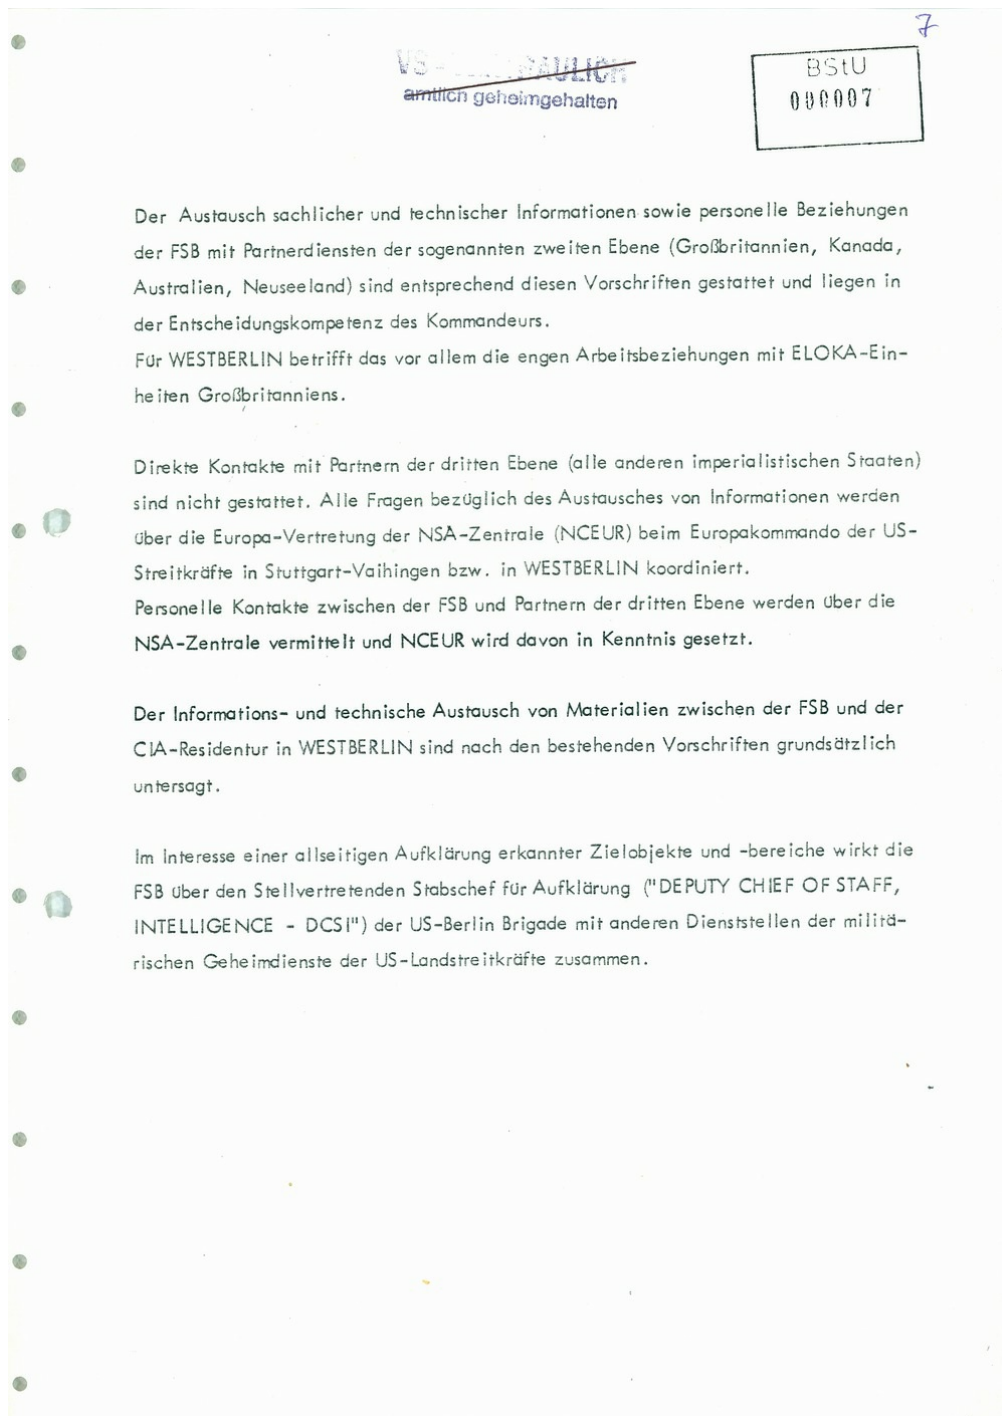 7
VS-
amtlich geheimgehalten
BStU
000007
Der Austausch sachlicher und technischer Informationen sowie personelle Beziehungen
der FSB mit Partnerdiensten der sogenannten zweiten Ebene (Großbritannien, Kanada,
Australien, Neuseeland) sind entsprechend diesen Vorschriften gestattet und liegen in
der Entscheidungskompetenz des Kommandeurs.
Für WESTBERLIN betrifft das vor allem die engen Arbeitsbeziehungen mit ELOKA-Ein-
heiten Großbritanniens.
Direkte Kontakte mit Partnern der dritten Ebene (alle anderen imperialistischen Staaten)
sind nicht gestattet. Alle Fragen bezüglich des Austausches von Informationen werden
über die Europa-Vertretung der NSA-Zentrale (NCEUR) beim Europakommando der US-
Streitkräfte in Stuttgart-Vaihingen bzw. in WESTBERLIN koordiniert.
Personelle Kontakte zwischen der FSB und Partnern der dritten Ebene werden über die
NSA-Zentrale vermittelt und NCEUR wird davon in Kenntnis gesetzt.
Der Informations- und technische Austausch von Materialien zwischen der FSB und der
CIA-Residentur in WESTBERLIN sind nach den bestehenden Vorschriften grundsätzlich
untersagt.
Im Interesse einer allseitigen Aufklärung erkannter Zielobjekte und -bereiche wirkt die
FSB über den Stellvertretenden Stabschef für Aufklärung ("DEPUTY CHIEF OF STAFF,
INTELLIGENCE - DCSI") der US-Berlin Brigade mit anderen Dienststellen der militä-
rischen Geheimdienste der US-Landstreitkräfte zusammen.